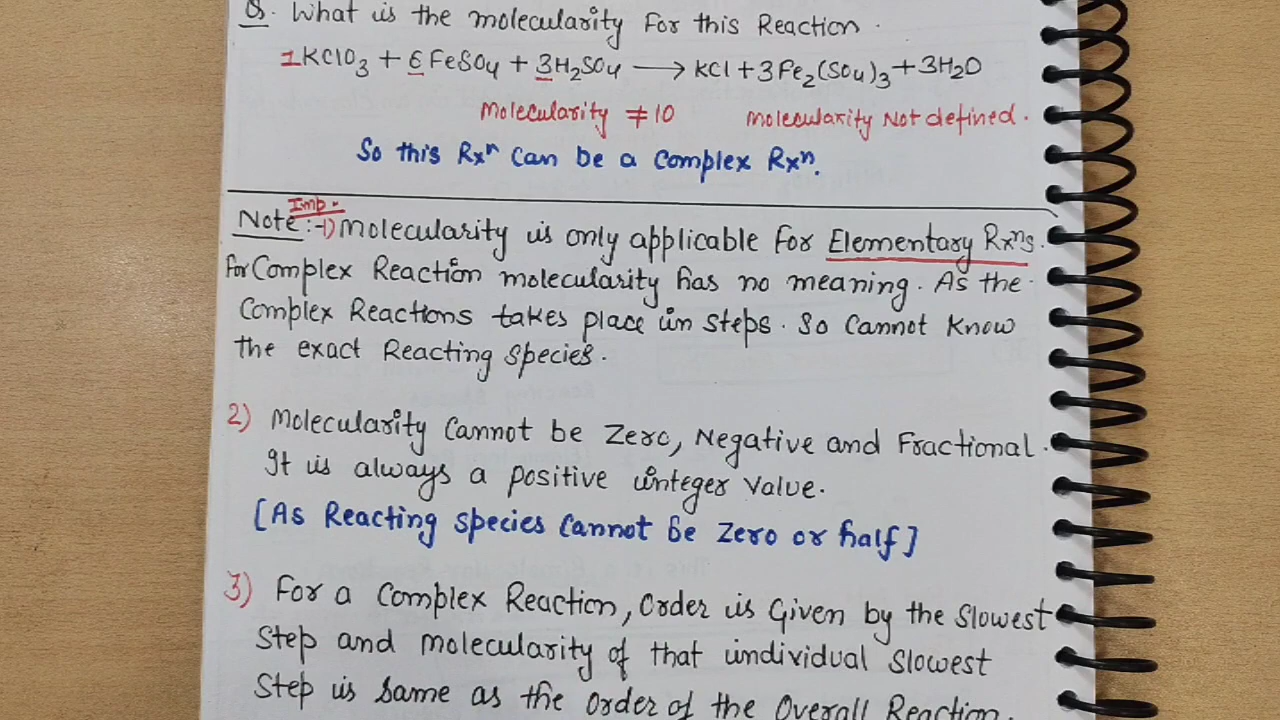 Q. What is the molecularity For this Reaction.
1KClO3 + 6FeSO4 + 3H2SO4 → KCl + 3Fe2(SO4)3 + 3H2O
Molecularity ≠ 10 Molecularity Not defined.
So this Rxⁿ Can be a Complex Rxⁿ.
Imp.
Note :-1) Molecularity is only applicable For Elementary Rxⁿs.
For Complex Reaction molecularity has no meaning. As the
Complex Reactions takes place in steps. So Cannot Know
the exact Reacting species.
2) Molecularity Cannot be Zero, Negative and Fractional.
It is always a positive integer Value.
[As Reacting species Cannot be Zero or half]
3) For a Complex Reaction, Order is Given by the Slowest
Step and molecularity of that individual Slowest
Step is Same as the Order of the Overall Reaction.